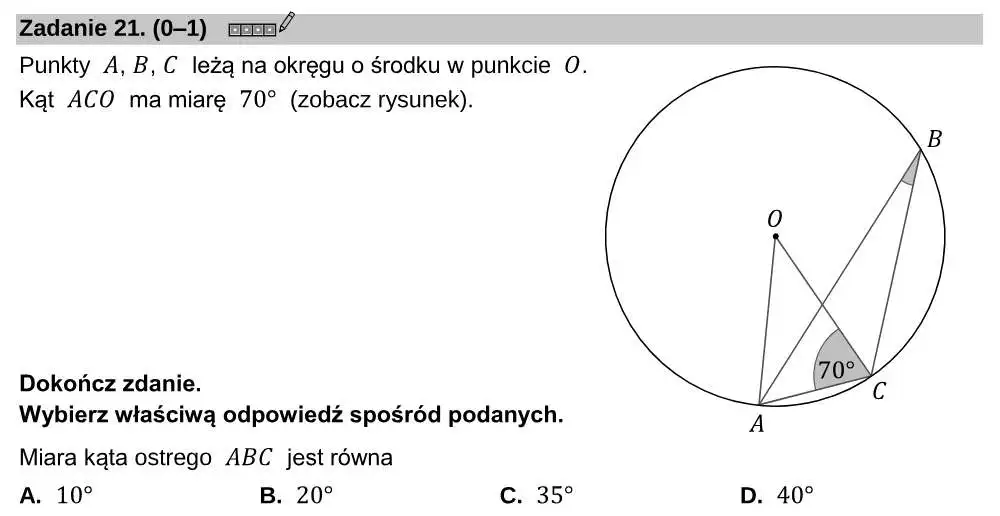 Zadanie 21. (0–1)
Punkty A, B, C leżą na okręgu o środku w punkcie O.
Kąt ACO ma miarę 70° (zobacz rysunek).
B
O
70°
C
A
Dokończ zdanie.
Wybierz właściwą odpowiedź spośród podanych.
Miara kąta ostrego ABC jest równa
A. 10° B. 20° C. 35° D. 40°